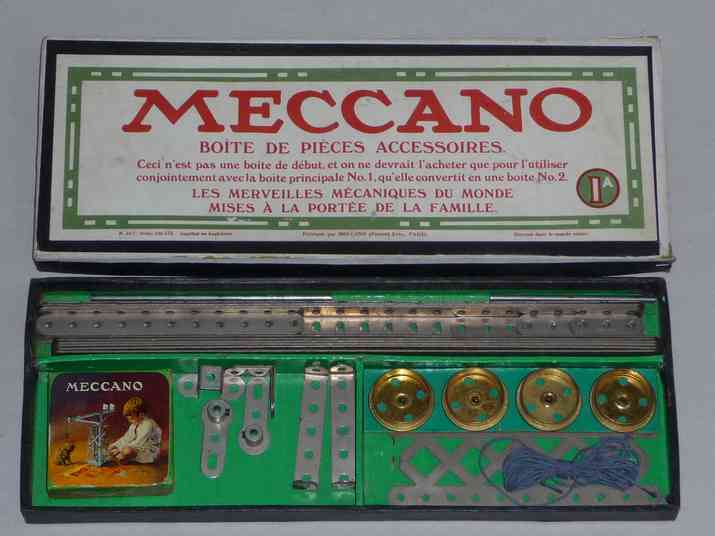 MECCANO
BOÎTE DE PIÈCES ACCESSOIRES.
Ceci n'est pas une boite de début, et on ne devrait l'acheter que pour l'utiliser
conjointement avec la boite principale No. 1, qu'elle convertit en une boite No. 2.
1A
LES MERVEILLES MÉCANIQUES DU MONDE
MISES À LA PORTÉE DE LA FAMILLE.
MECCANO